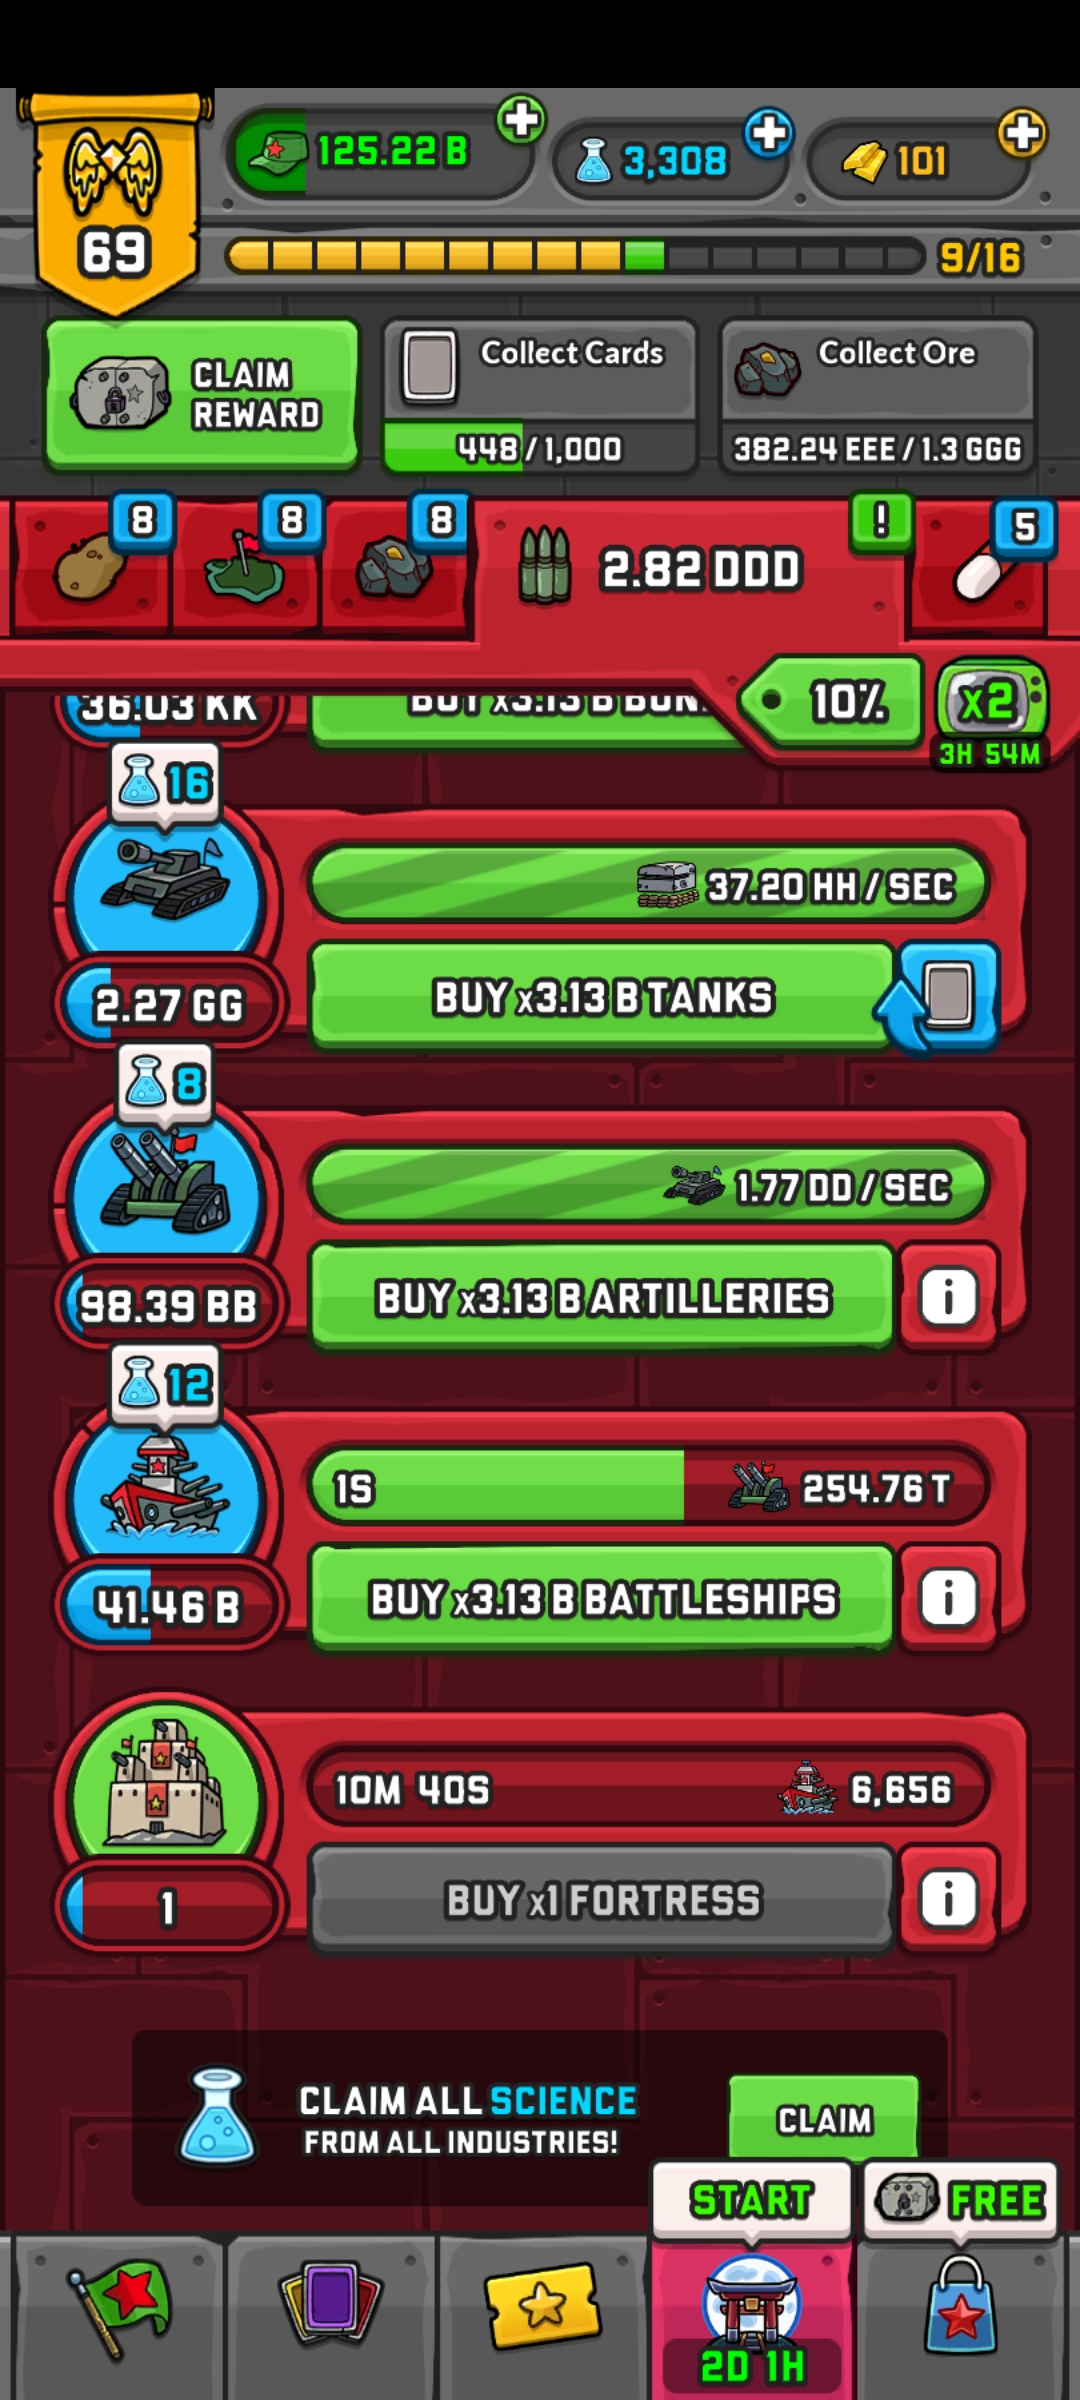 125.22 B
3,308
101
69
9/16
CLAIM
REWARD
Collect Cards
448/1,000
Collect Ore
382.24 EEE/1.3 GGG
8
8
8
2.82 DDD
!
5
10%
x2
3H 54M
36.03 KK
BUY x3.13 B BUN
16
37.20 HH/SEC
2.27 GG
BUY x3.13 B TANKS
8
1.77 DD/SEC
98.39 BB
BUY x3.13 B ARTILLERIES
i
12
1S
254.76 T
41.46 B
BUY x3.13 B BATTLESHIPS
i
10M 40S
6,656
1
BUY x1 FORTRESS
i
CLAIM ALL SCIENCE
FROM ALL INDUSTRIES!
CLAIM
START
FREE
2D 1H